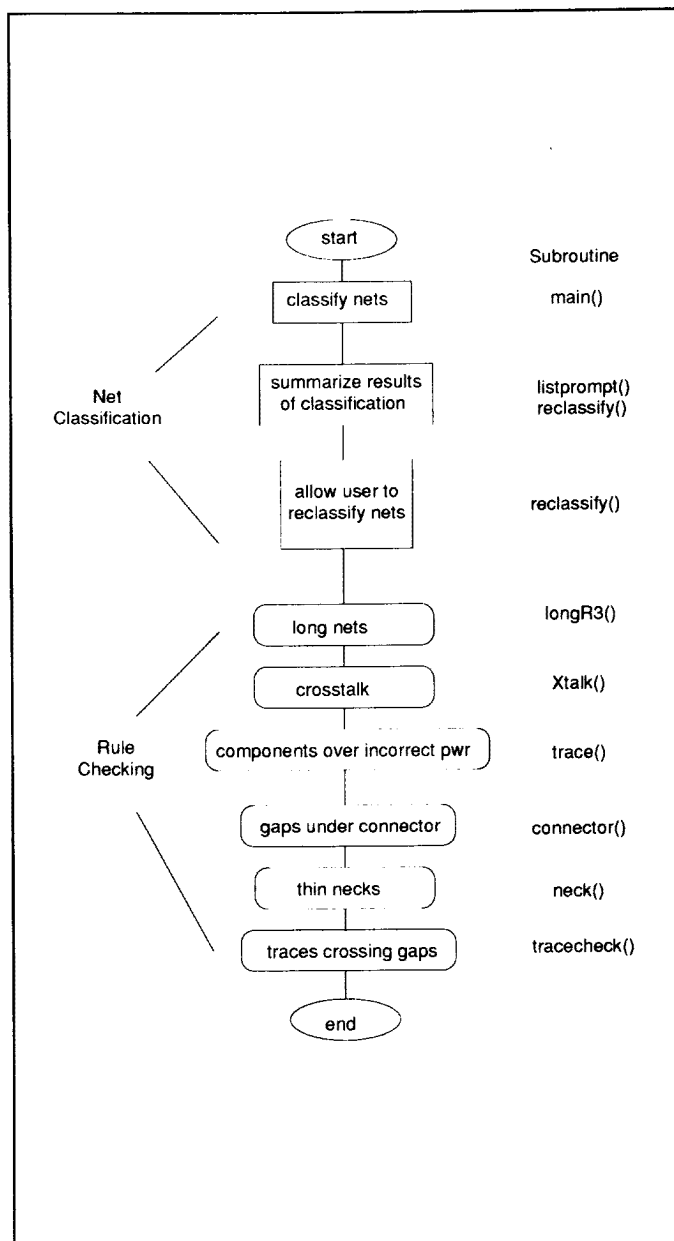 start
Subroutine
classify nets
main()
summarize results
of classification
listprompt()
reclassify()
Net
Classification
allow user to
reclassify nets
reclassify()
long nets
longR3()
crosstalk
Xtalk()
Rule
Checking
components over incorrect pwr
trace()
gaps under connector
connector()
thin necks
neck()
traces crossing gaps
tracecheck()
end